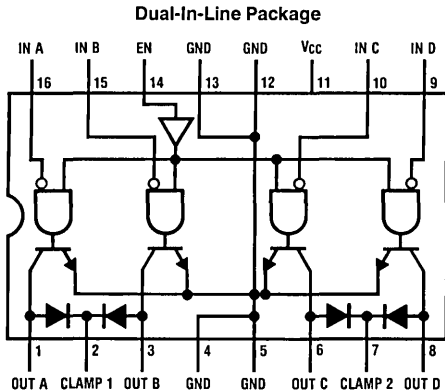 Dual-In-Line Package
IN A IN B EN GND GND VCC IN C IN D
16 15 14 13 12 11 10 9
1 2 3 4 5 6 7 8
OUT A CLAMP 1 OUT B GND GND OUT C CLAMP 2 OUT D